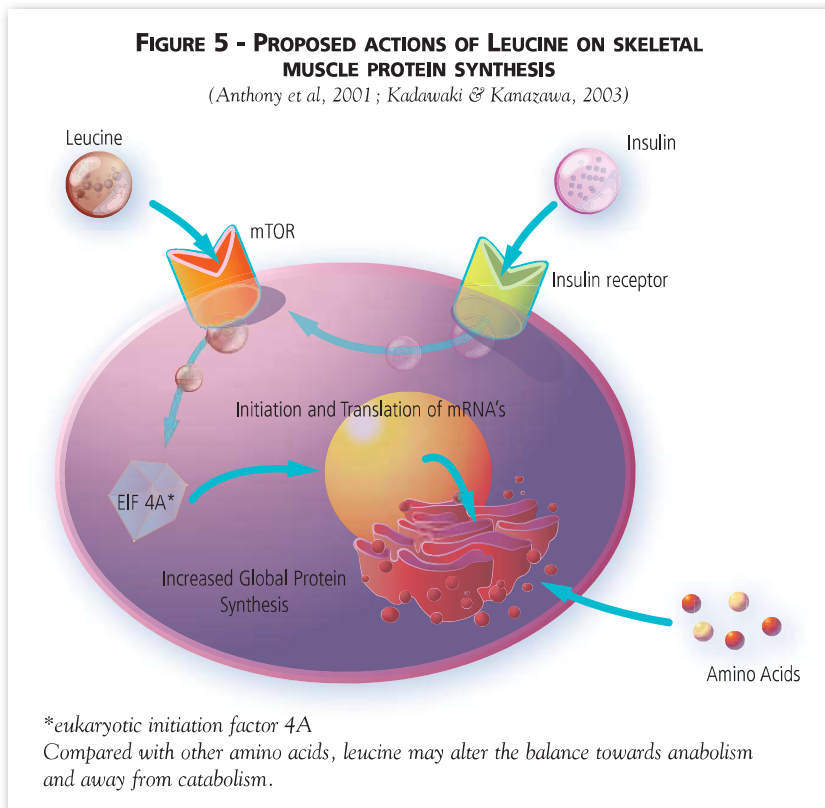 FIGURE 5 - PROPOSED ACTIONS OF LEUCINE ON SKELETAL
MUSCLE PROTEIN SYNTHESIS
(Anthony et al, 2001; Kadawaki & Kanazawa, 2003)
Leucine
Insulin
mTOR
Insulin receptor
Initiation and Translation of mRNA's
EIF 4A*
Increased Global Protein
Synthesis
Amino Acids
*eukaryotic initiation factor 4A
Compared with other amino acids, leucine may alter the balance towards anabolism
and away from catabolism.